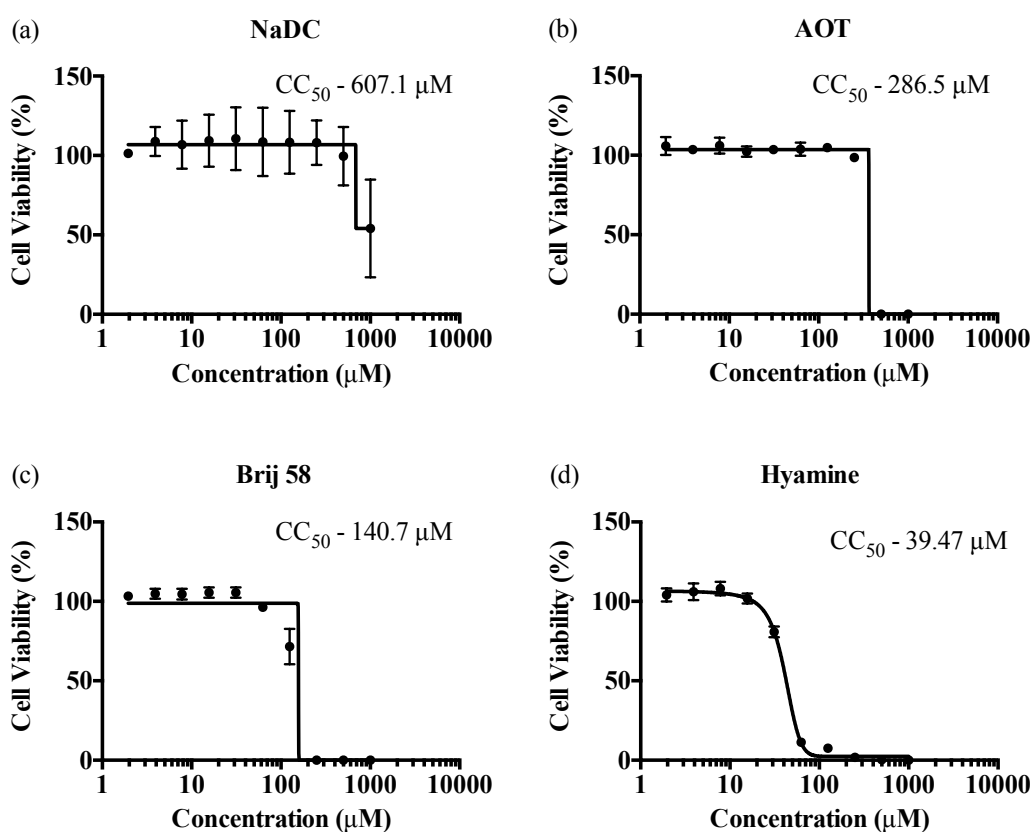 (a)
NaDC
CC50 - 607.1 μM
Cell Viability (%)
150
100
50
0
1 10 100 1000 10000
Concentration (μM)
(b)
AOT
CC50 - 286.5 μM
Cell Viability (%)
150
100
50
0
1 10 100 1000 10000
Concentration (μM)
(c)
Brij 58
CC50 - 140.7 μM
Cell Viability (%)
150
100
50
0
1 10 100 1000 10000
Concentration (μM)
(d)
Hyamine
CC50 - 39.47 μM
Cell Viability (%)
150
100
50
0
1 10 100 1000 10000
Concentration (μM)